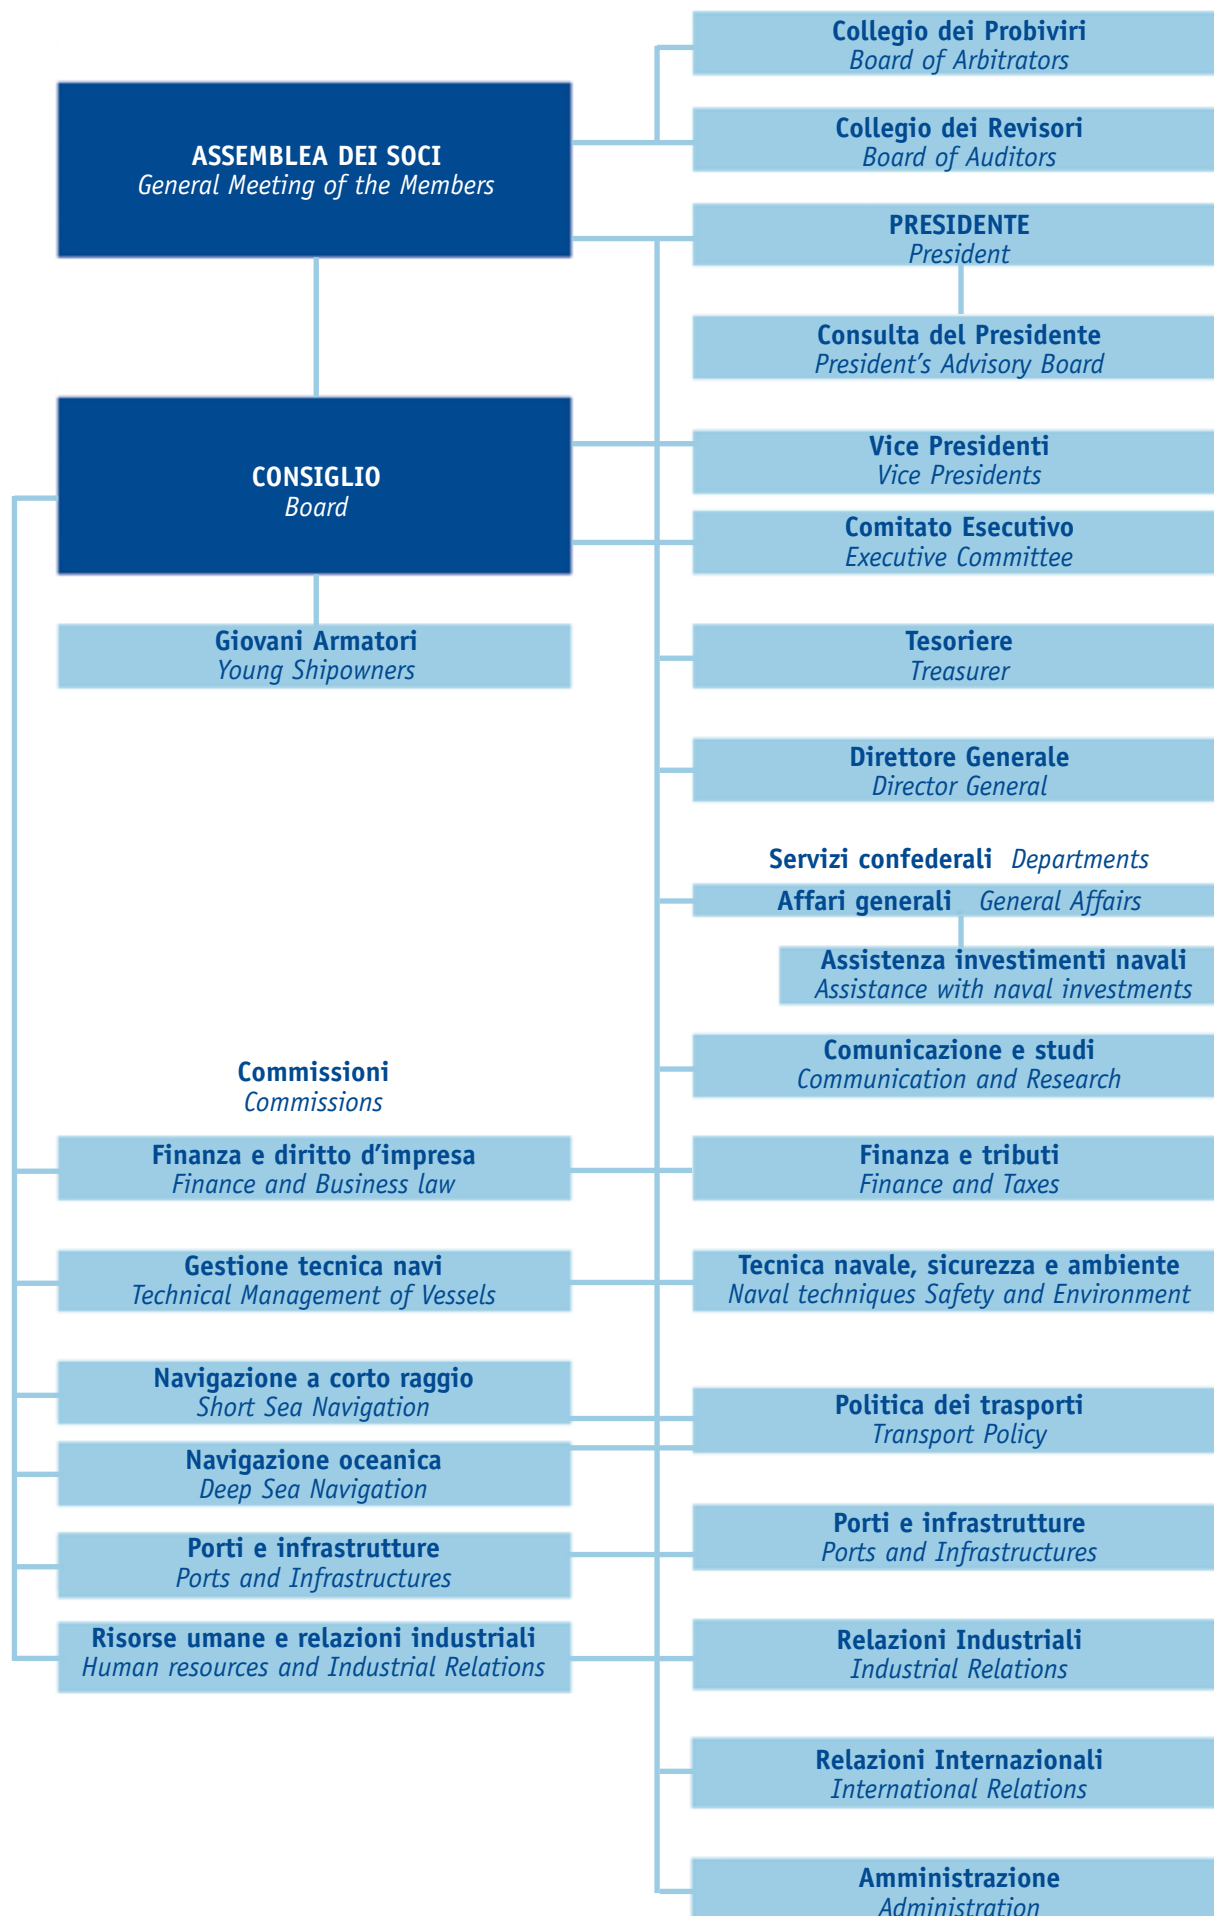 Collegio dei Probiviri
Board of Arbitrators
Collegio dei Revisori
Board of Auditors
ASSEMBLEA DEI SOCI
General Meeting of the Members
PRESIDENTE
President
Consulta del Presidente
President's Advisory Board
CONSIGLIO
Board
Vice Presidenti
Vice Presidents
Comitato Esecutivo
Executive Committee
Giovani Armatori
Young Shipowners
Tesoriere
Treasurer
Direttore Generale
Director General
Servizi confederali Departments
Affari generali General Affairs
Assistenza investimenti navali
Assistance with naval investments
Comunicazione e studi
Communication and Research
Commissioni
Commissions
Finanza e diritto d'impresa
Finance and Business law
Finanza e tributi
Finance and Taxes
Gestione tecnica navi
Technical Management of Vessels
Tecnica navale, sicurezza e ambiente
Naval techniques Safety and Environment
Navigazione a corto raggio
Short Sea Navigation
Politica dei trasporti
Transport Policy
Navigazione oceanica
Deep Sea Navigation
Porti e infrastrutture
Ports and Infrastructures
Porti e infrastrutture
Ports and Infrastructures
Risorse umane e relazioni industriali
Human resources and Industrial Relations
Relazioni Industriali
Industrial Relations
Relazioni Internazionali
International Relations
Amministrazione
Administration